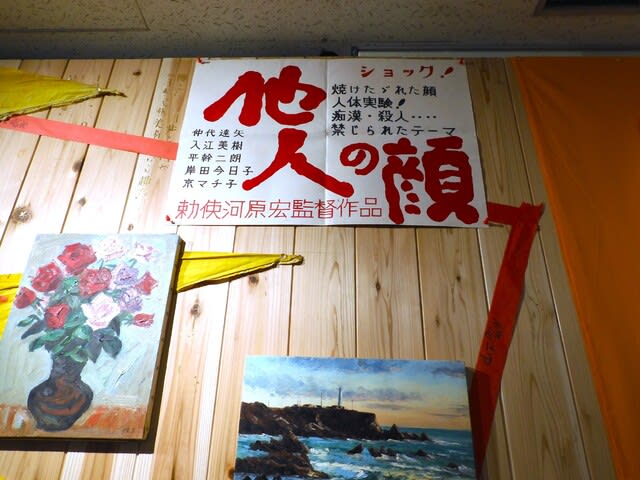 ショック!
焼けたゞれた顔
人体実験!
痴漢・殺人‥‥
禁じられたテーマ
他人の顔
仲代達矢
入江美樹
平幹二朗
岸田今日子
京マチ子
勅使河原宏監督作品